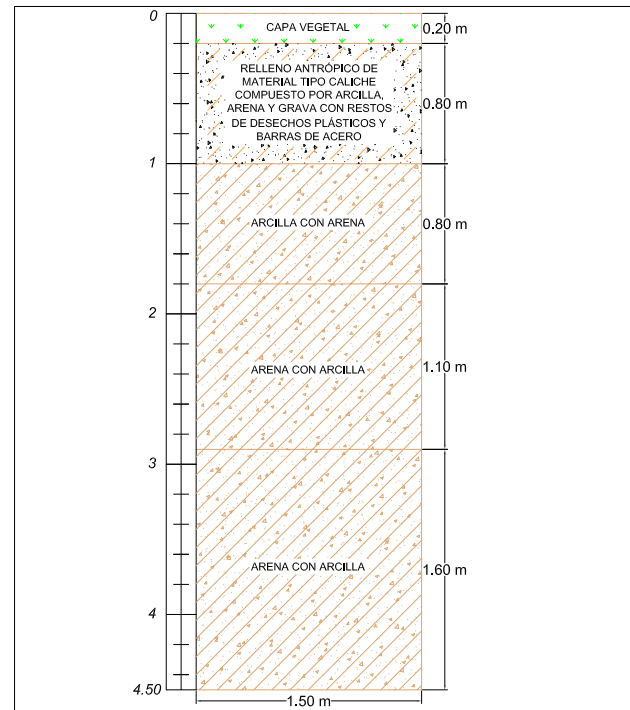 0
CAPA VEGETAL
0.20 m
RELLENO ANTRÓPICO DE
MATERIAL TIPO CALICHE
COMPUESTO POR ARCILLA,
ARENA Y GRAVA CON RESTOS
DE DESECHOS PLÁSTICOS Y
BARRAS DE ACERO
0.80 m
1
ARCILLA CON ARENA
0.80 m
2
ARENA CON ARCILLA
1.10 m
3
ARENA CON ARCILLA
1.60 m
4
4.50
1.50 m